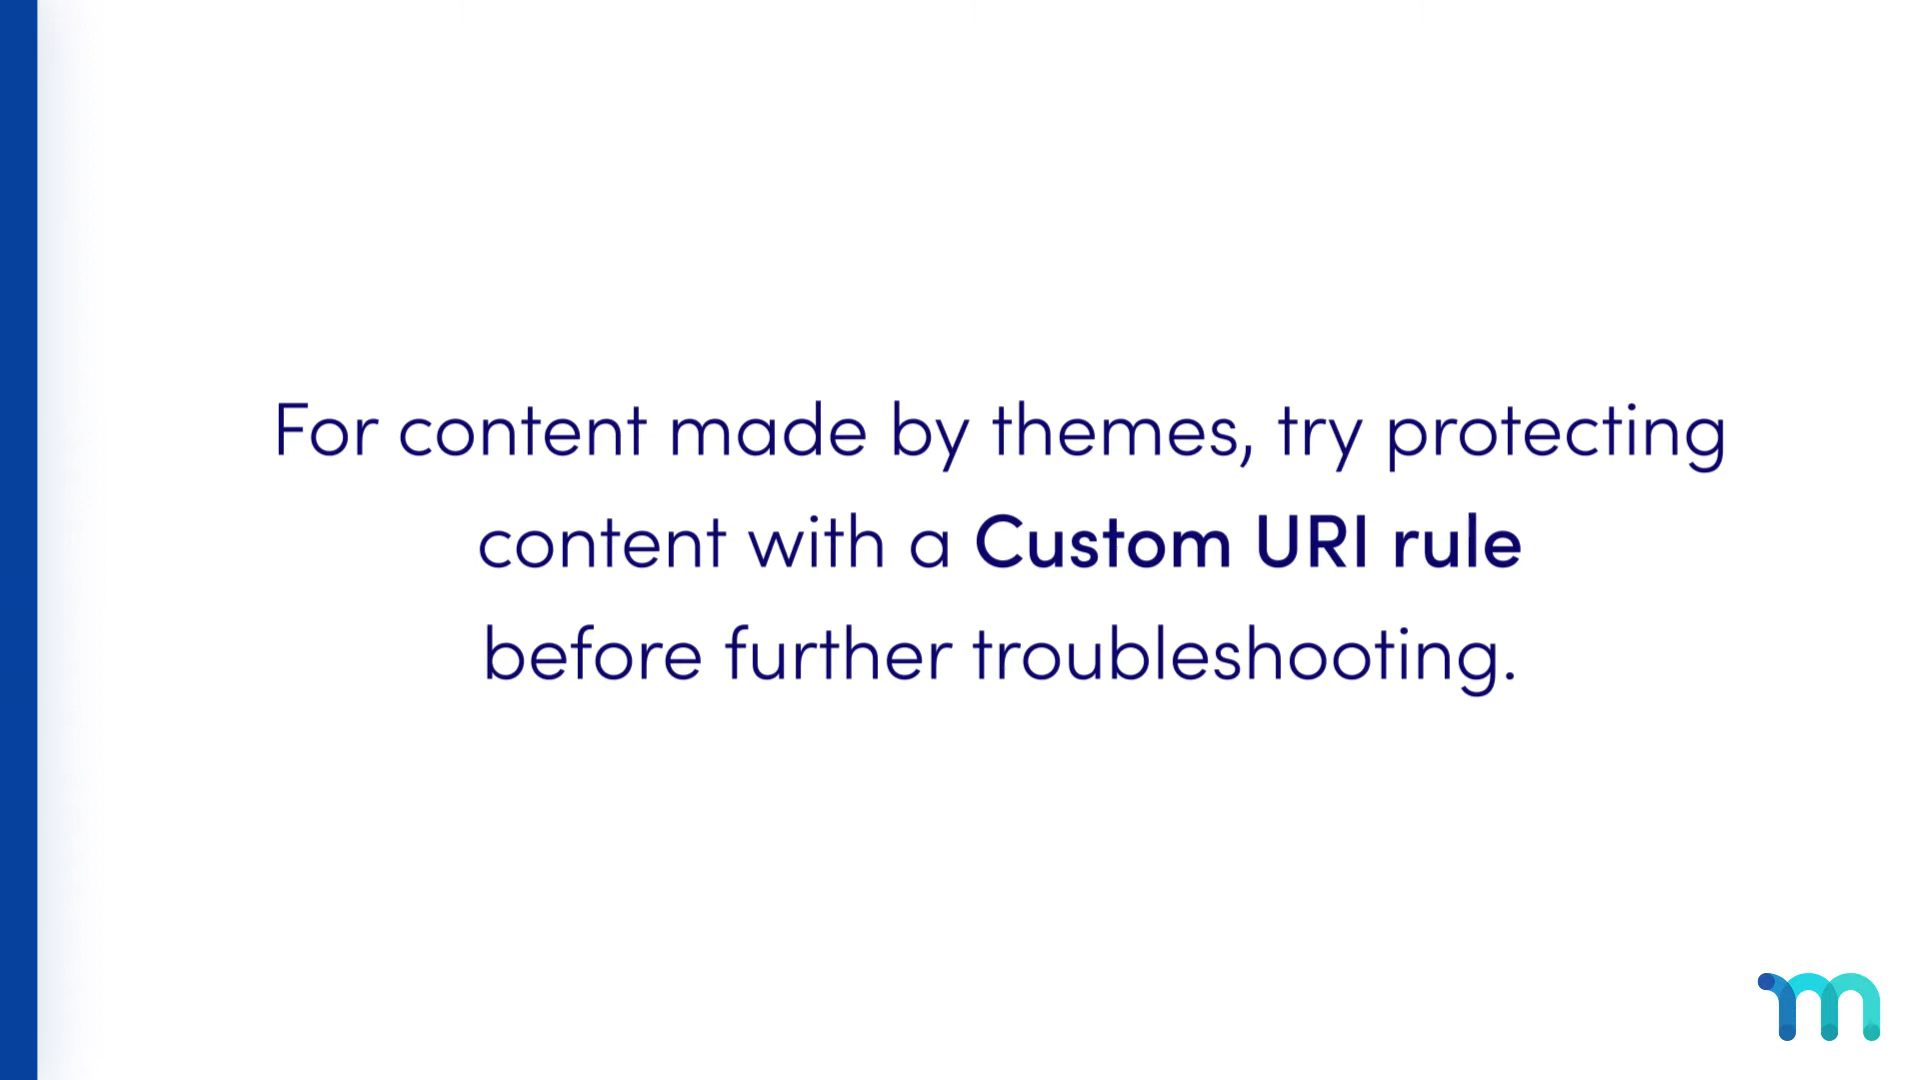 For content made by themes, try protecting
content with a Custom URI rule
before further troubleshooting.